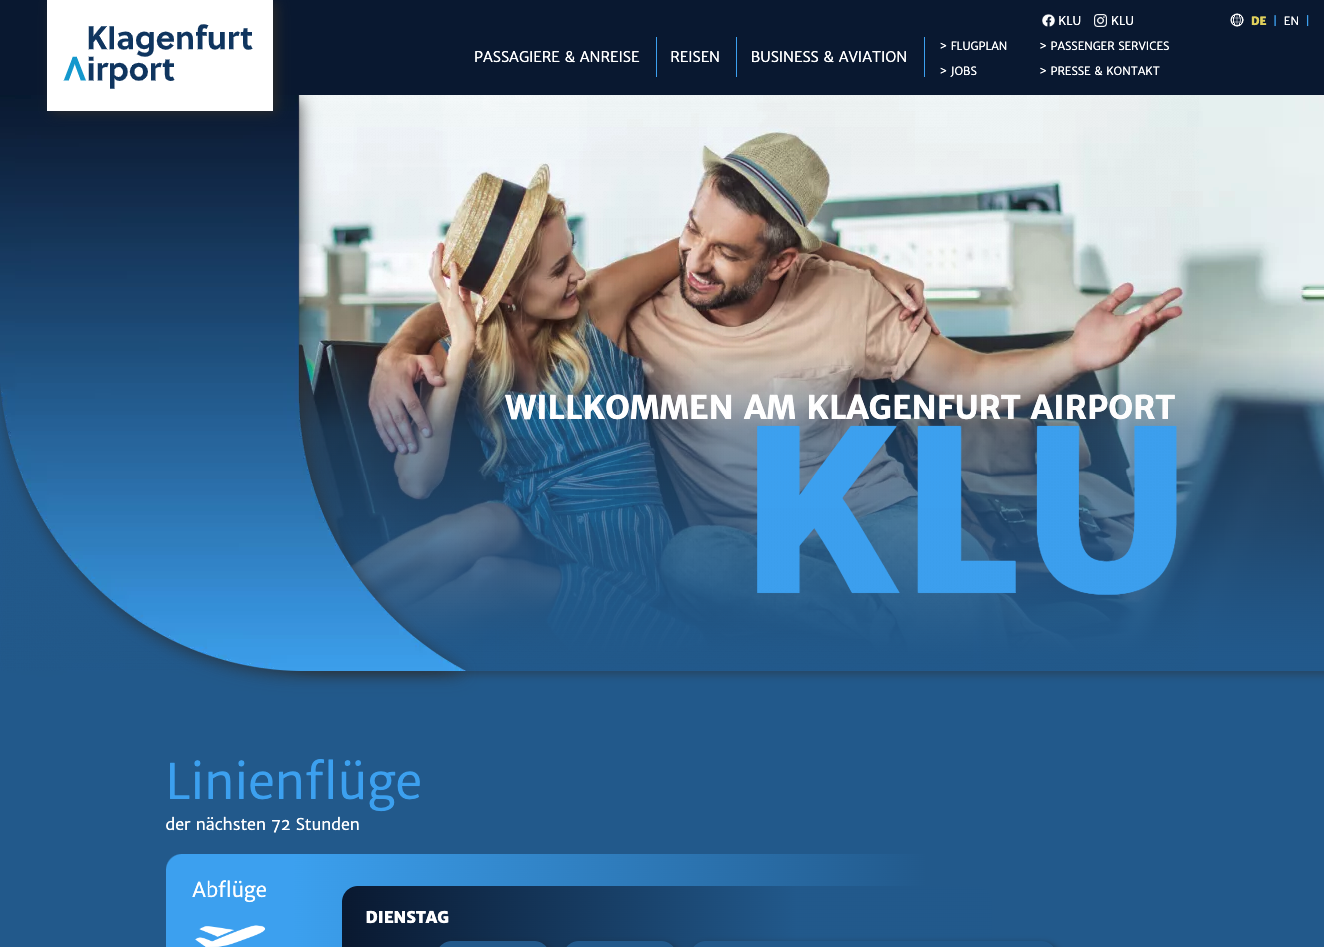 Klagenfurt
Airport
KLU KLU
DE | EN |
PASSAGIERE & ANREISE
REISEN
BUSINESS & AVIATION
> FLUGPLAN
> PASSENGER SERVICES
> JOBS
> PRESSE & KONTAKT
WILLKOMMEN AM KLAGENFURT AIRPORT
KLU
Linienflüge
der nächsten 72 Stunden
Abflüge
DIENSTAG